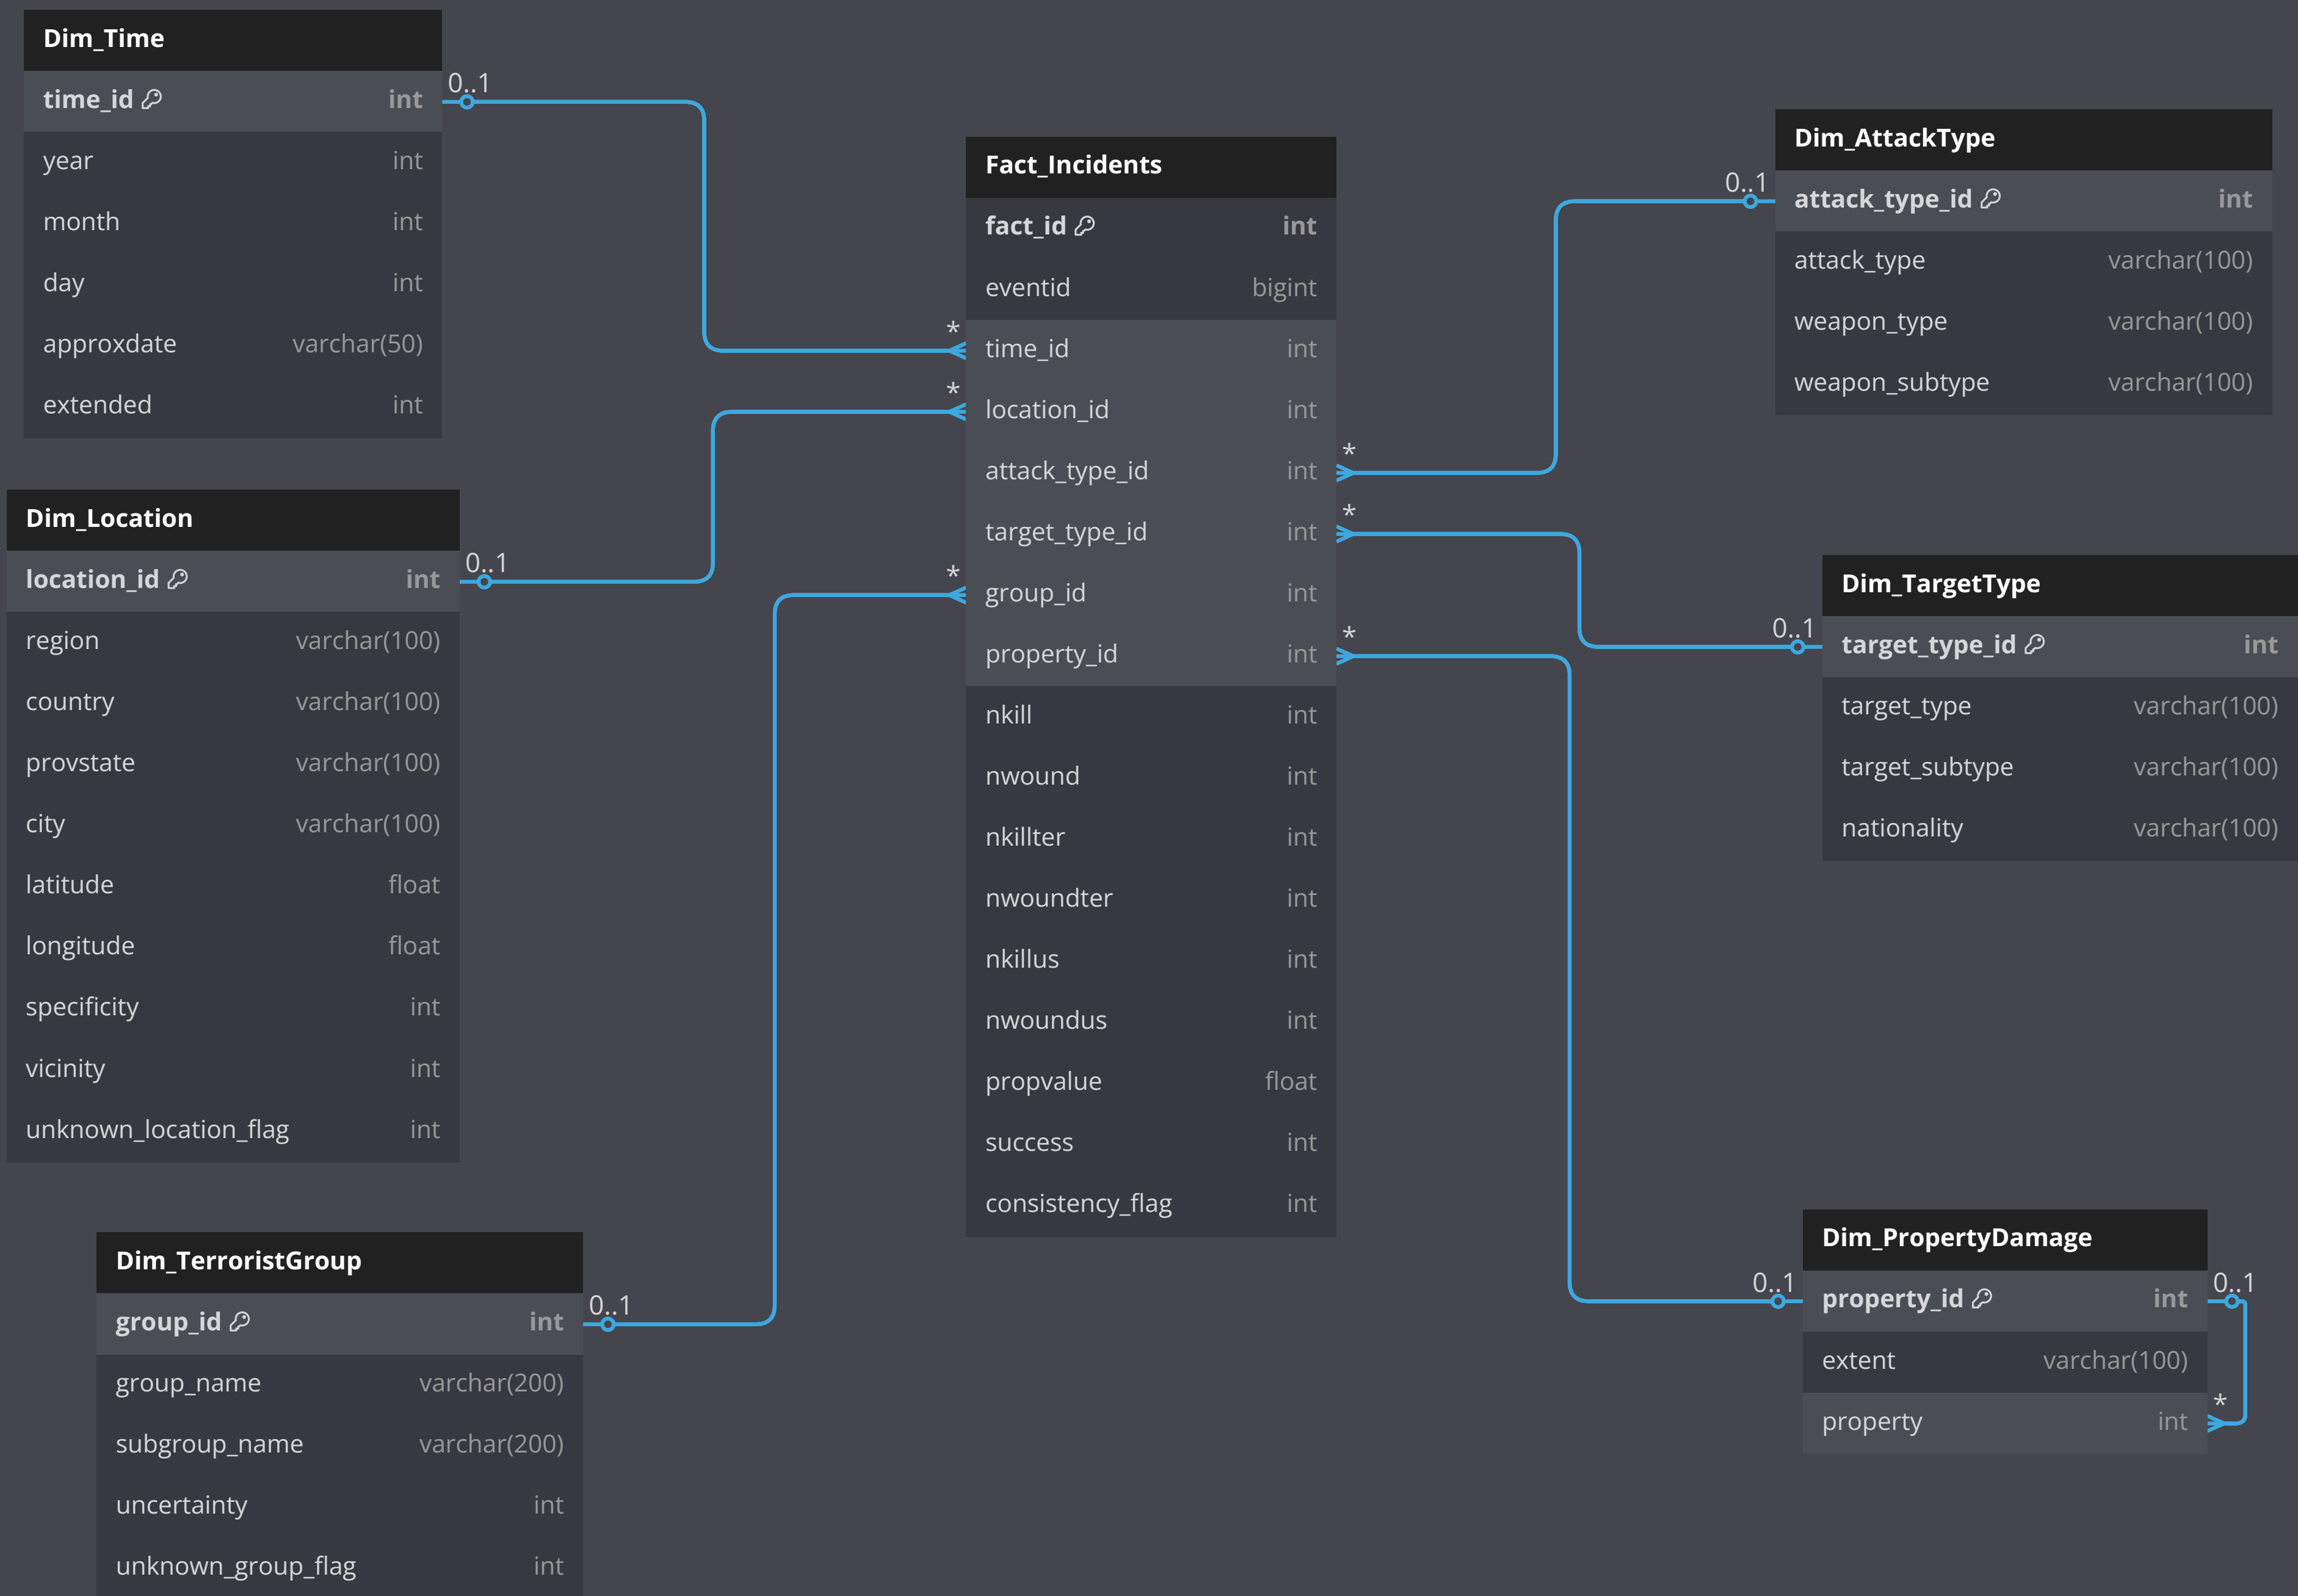 Dim_Time
time_id int
year int
month int
day int
approxdate varchar(50)
extended int
0..1
*
Dim_Location
location_id int
region varchar(100)
country varchar(100)
provstate varchar(100)
city varchar(100)
latitude float
longitude float
specificity int
vicinity int
unknown_location_flag int
0..1
*
Dim_TerroristGroup
group_id int
group_name varchar(200)
subgroup_name varchar(200)
uncertainty int
unknown_group_flag int
0..1
*
Fact_Incidents
fact_id int
eventid bigint
time_id int
location_id int
attack_type_id int
target_type_id int
group_id int
property_id int
nkill int
nwound int
nkillter int
nwoundter int
nkillus int
nwoundus int
propvalue float
success int
consistency_flag int
*
*
*
Dim_AttackType
0..1
attack_type_id int
attack_type varchar(100)
weapon_type varchar(100)
weapon_subtype varchar(100)
Dim_TargetType
0..1
target_type_id int
target_type varchar(100)
target_subtype varchar(100)
nationality varchar(100)
Dim_PropertyDamage
0..1
property_id int
0..1
extent varchar(100)
property int
*